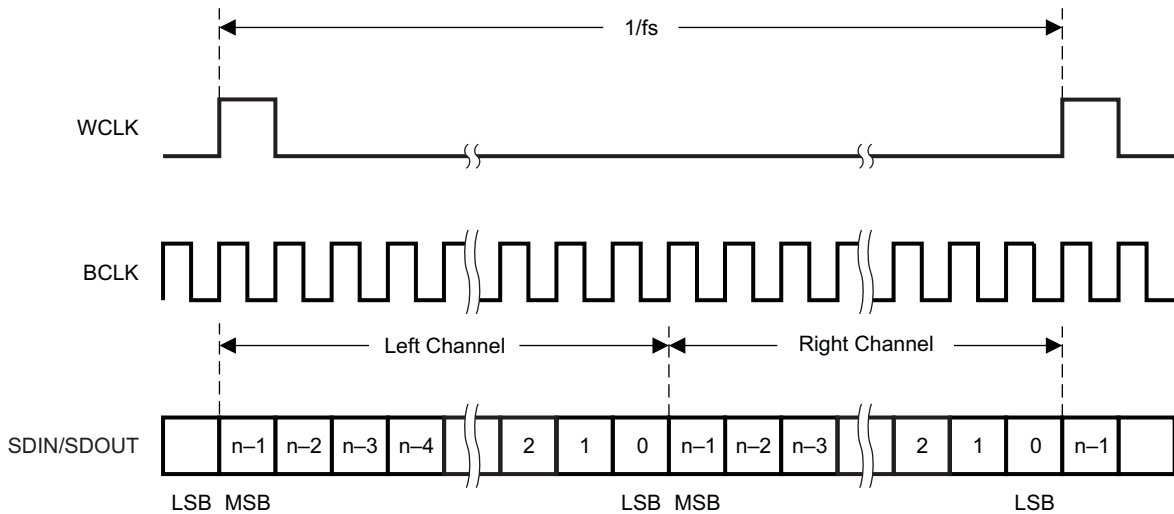 1/fs
WCLK
BCLK
Left Channel Right Channel
SDIN/SDOUT n–1 n–2 n–3 n–4 2 1 0 n–1 n–2 n–3 2 1 0 n–1
LSB MSB LSB MSB LSB